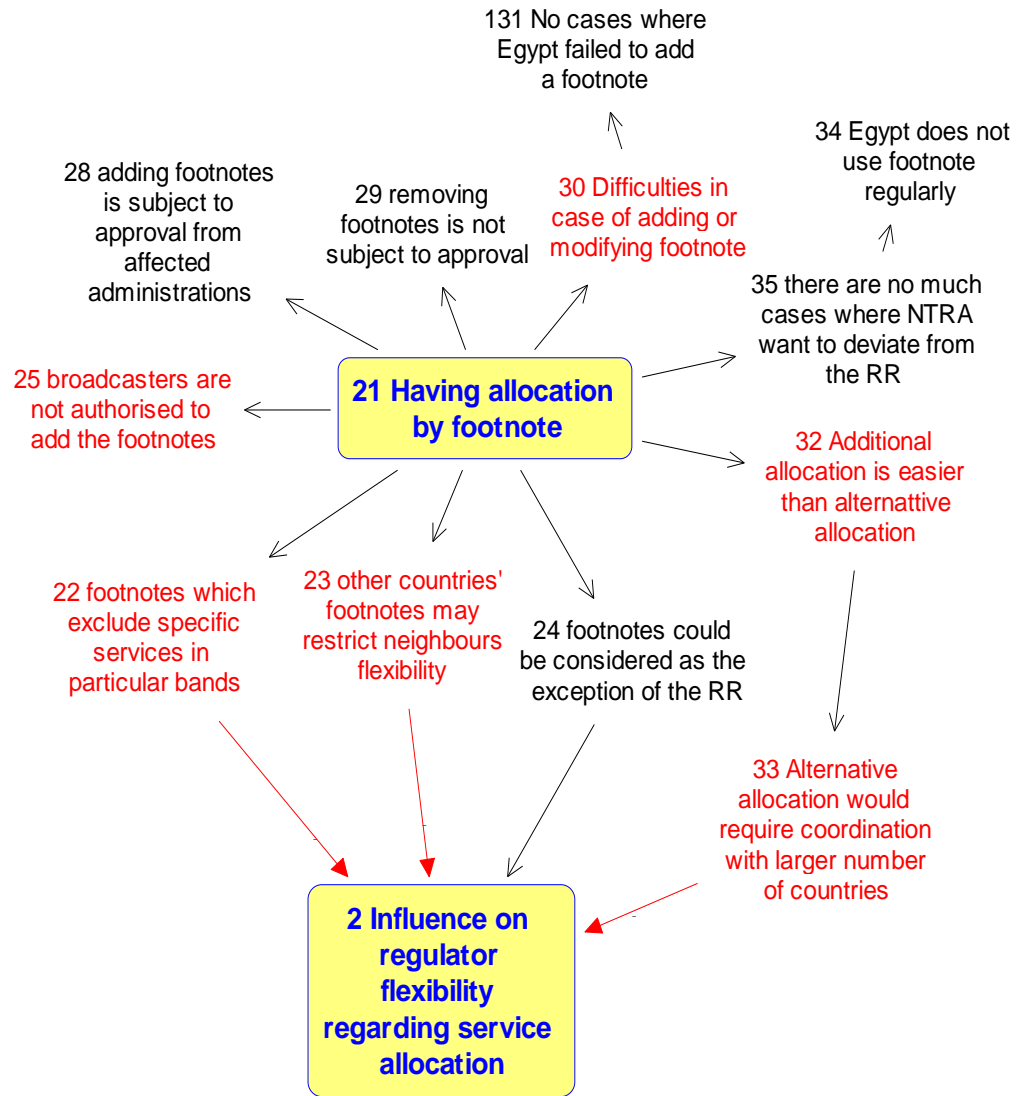 131 No cases
where Egypt
failed to add
a footnote
34 Egypt does not
use footnote
regularly
28 adding footnotes
is subject to
approval from
affected
administrations
29 removing
footnotes is not
subject to approval
30 Difficulties in
case of adding or
modifying footnote
35 there are no much
cases where NTRA
want to deviate from
the RR
21 Having allocation
by footnote
25 broadcasters are
not authorised to
add the footnotes
32 Additional
allocation is easier
than alternattive
allocation
22 footnotes which
exclude specific
services in
particular bands
23 other countries'
footnotes may
restrict neighbours
flexibility
24 footnotes could
be considered as the
exception of the RR
33 Alternative
allocation would
require coordination
with larger number
of countries
2 Influence on
regulator
flexibility
regarding service
allocation